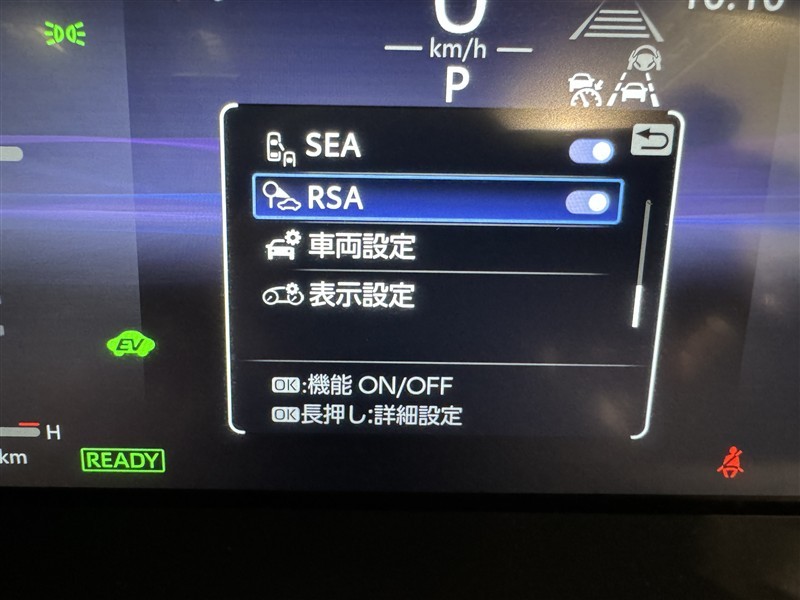 km/h
P
SEA
RSA
車両設定
表示設定
OK:機能 ON/OFF
OK長押し:詳細設定
EV
H
km
READY